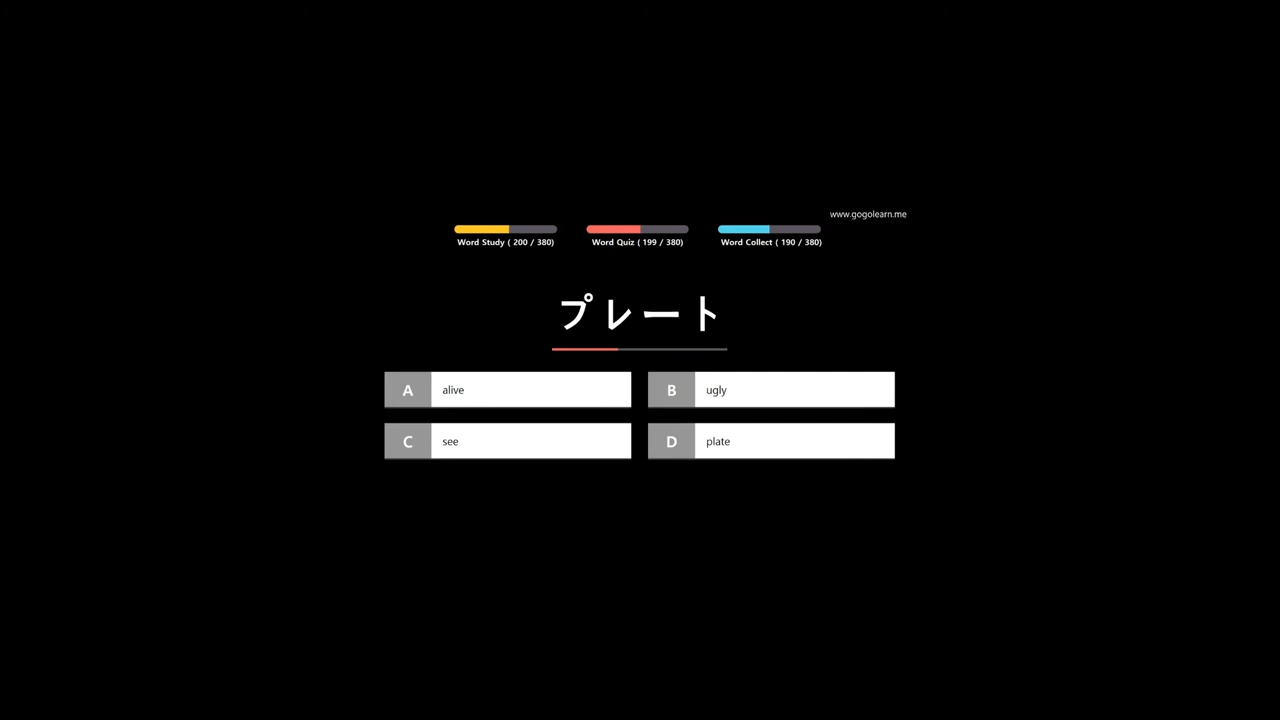 www.gogolearn.me
Word Study ( 200 / 380)
Word Quiz ( 199 / 380)
Word Collect ( 190 / 380)
プレート
A alive
B ugly
C see
D plate